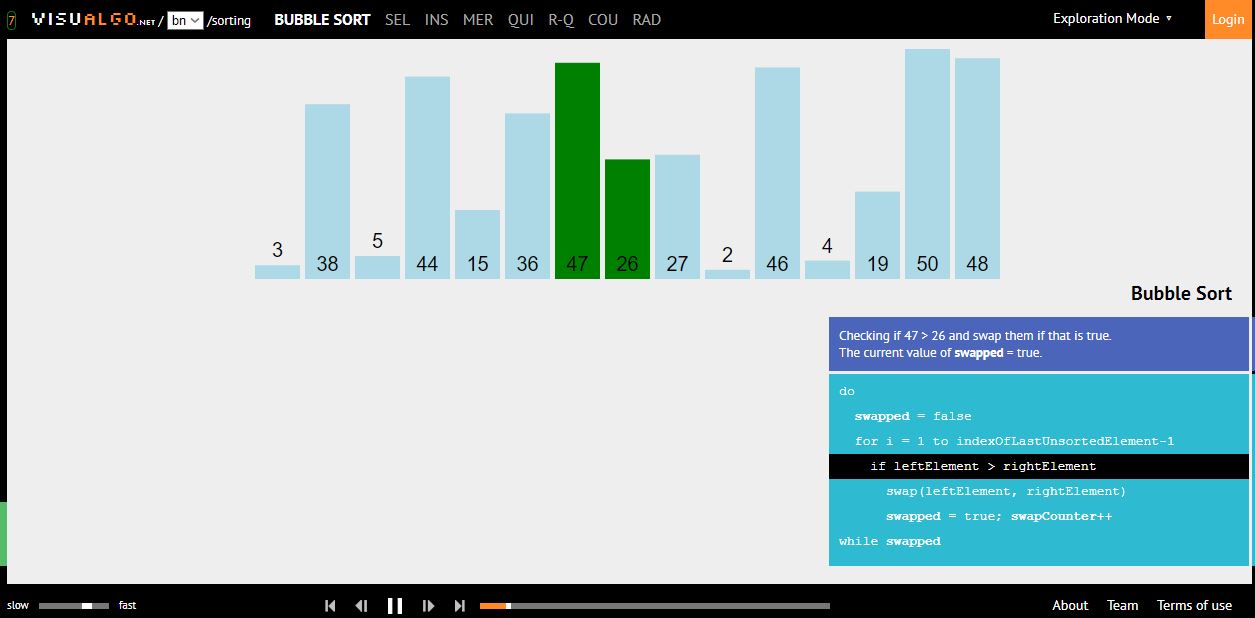 7 VISUALGO.NET / bn /sorting BUBBLE SORT SEL INS MER QUI R-Q COU RAD Exploration Mode ▼ Login
3 38 5 44 15 36 47 26 27 2 46 4 19 50 48
Bubble Sort
Checking if 47 > 26 and swap them if that is true.
The current value of swapped = true.
do
swapped = false
for i = 1 to indexOfLastUnsortedElement-1
if leftElement > rightElement
swap(leftElement, rightElement)
swapped = true; swapCounter++
while swapped
slow fast About Team Terms of use